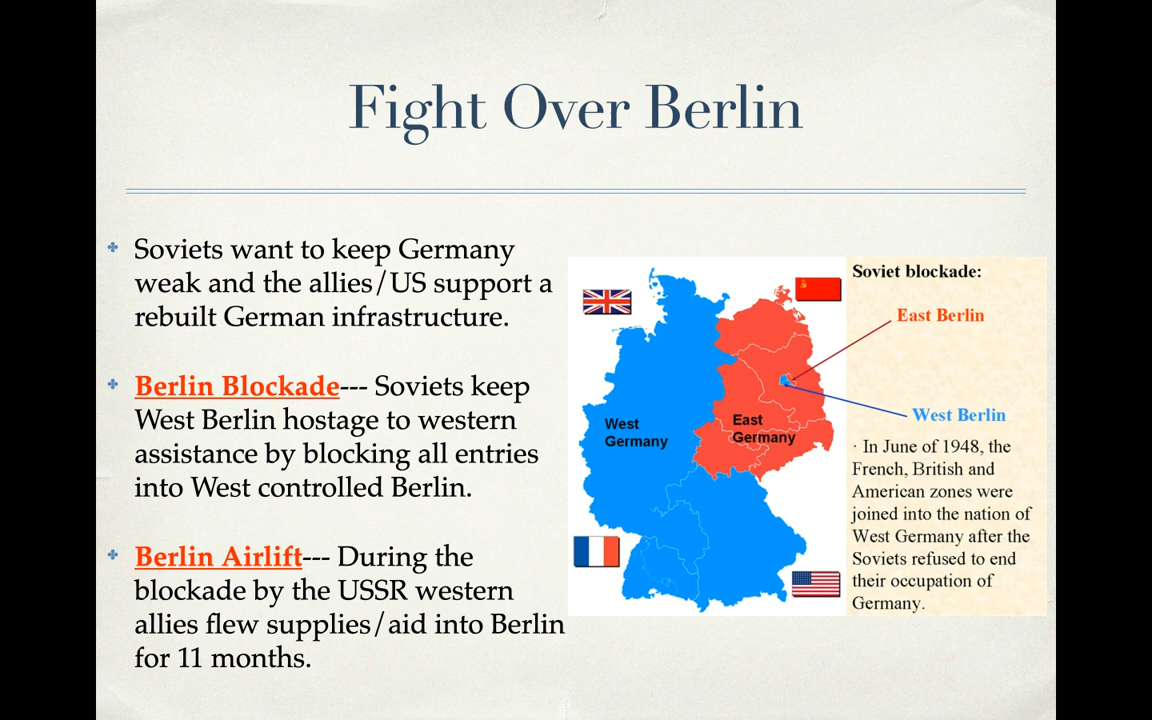 Fight Over Berlin
Soviets want to keep Germany
weak and the allies/US support a
rebuilt German infrastructure.
Berlin Blockade--- Soviets keep
West Berlin hostage to western
assistance by blocking all entries
into West controlled Berlin.
Berlin Airlift--- During the
blockade by the USSR western
allies flew supplies/aid into Berlin
for 11 months.
West
Germany
East
Germany
Soviet blockade:
East Berlin
West Berlin
· In June of 1948, the
French, British and
American zones were
joined into the nation of
West Germany after the
Soviets refused to end
their occupation of
Germany.